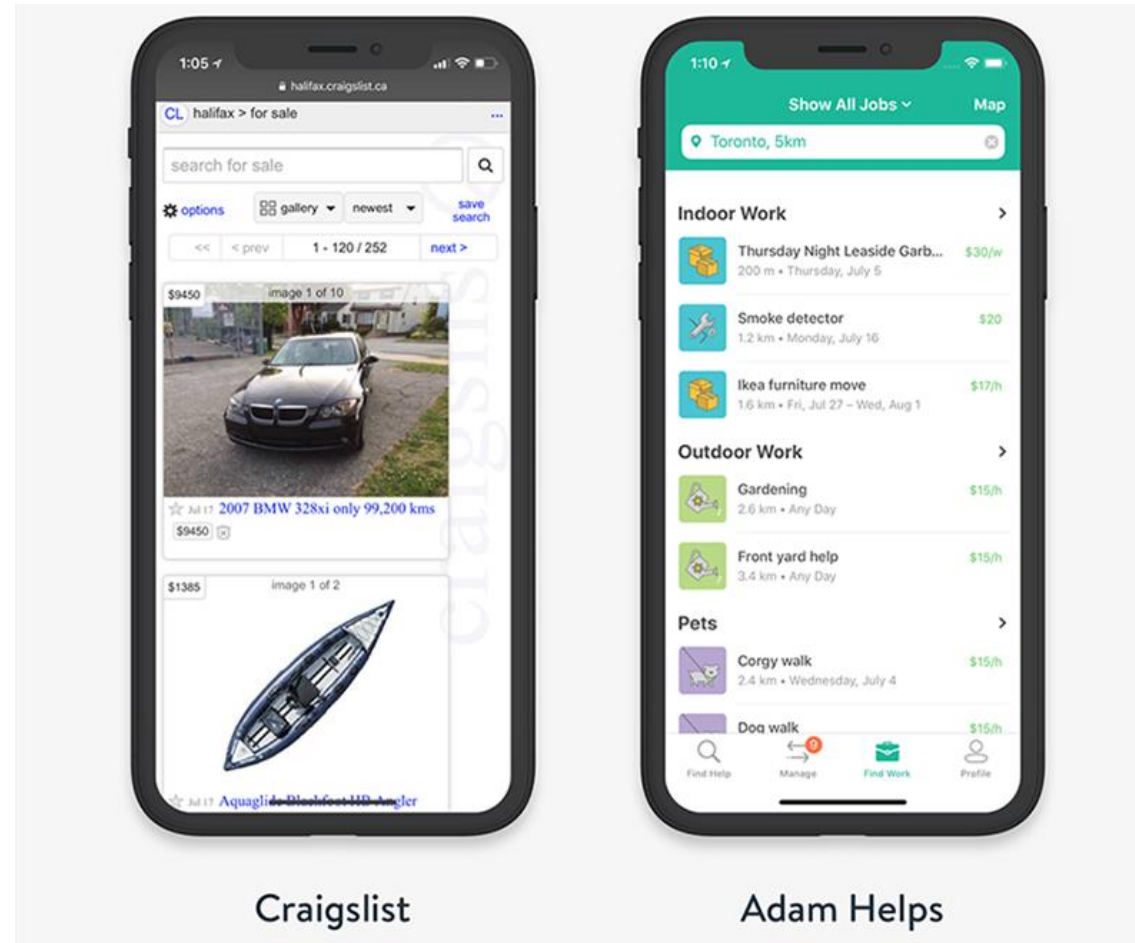 1:05
halifax.craigslist.ca
CL halifax > for sale ...
search for sale
options gallery newest save search
<< < prev 1 - 120 / 252 next >
$9450 image 1 of 10
craigslist
Jul 17 2007 BMW 328xi only 99,200 kms
$9450
$1385 image 1 of 2
Jul 17 Aquaglide Blackfoot HB Angler
Craigslist
1:10
Show All Jobs Map
Toronto, 5km
Indoor Work >
Thursday Night Leaside Garb... $30/w
200 m • Thursday, July 5
Smoke detector $20
1.2 km • Monday, July 16
Ikea furniture move $17/h
1.6 km • Fri, Jul 27 – Wed, Aug 1
Outdoor Work >
Gardening $15/h
2.6 km • Any Day
Front yard help $15/h
3.4 km • Any Day
Pets >
Corgy walk $15/h
2.4 km • Wednesday, July 4
Dog walk $15/h
9
Find Help Manage Find Work Profile
Adam Helps